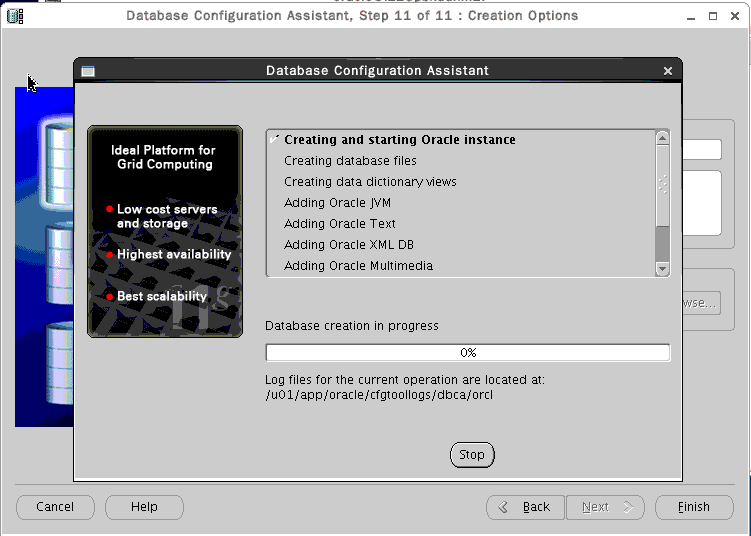 Database Configuration Assistant, Step 11 of 11 : Creation Options
Database Configuration Assistant
Ideal Platform for
Grid Computing
Low cost servers
and storage
Highest availability
Best scalability
11g
Creating and starting Oracle instance
Creating database files
Creating data dictionary views
Adding Oracle JVM
Adding Oracle Text
Adding Oracle XML DB
Adding Oracle Multimedia
Database creation in progress
0%
Log files for the current operation are located at:
/u01/app/oracle/cfgtoollogs/dbca/orcl
Stop
Cancel
Help
Back
Next
Finish